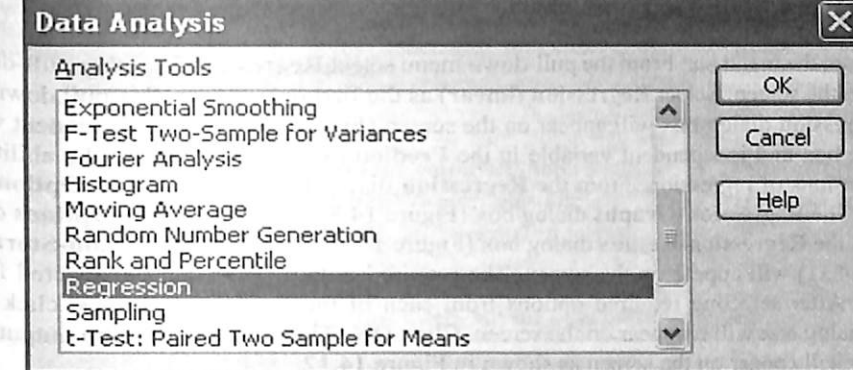 Data Analysis
Analysis Tools
Exponential Smoothing
F-Test Two-Sample for Variances
Fourier Analysis
Histogram
Moving Average
Random Number Generation
Rank and Percentile
Regression
Sampling
t-Test: Paired Two Sample for Means
OK
Cancel
Help